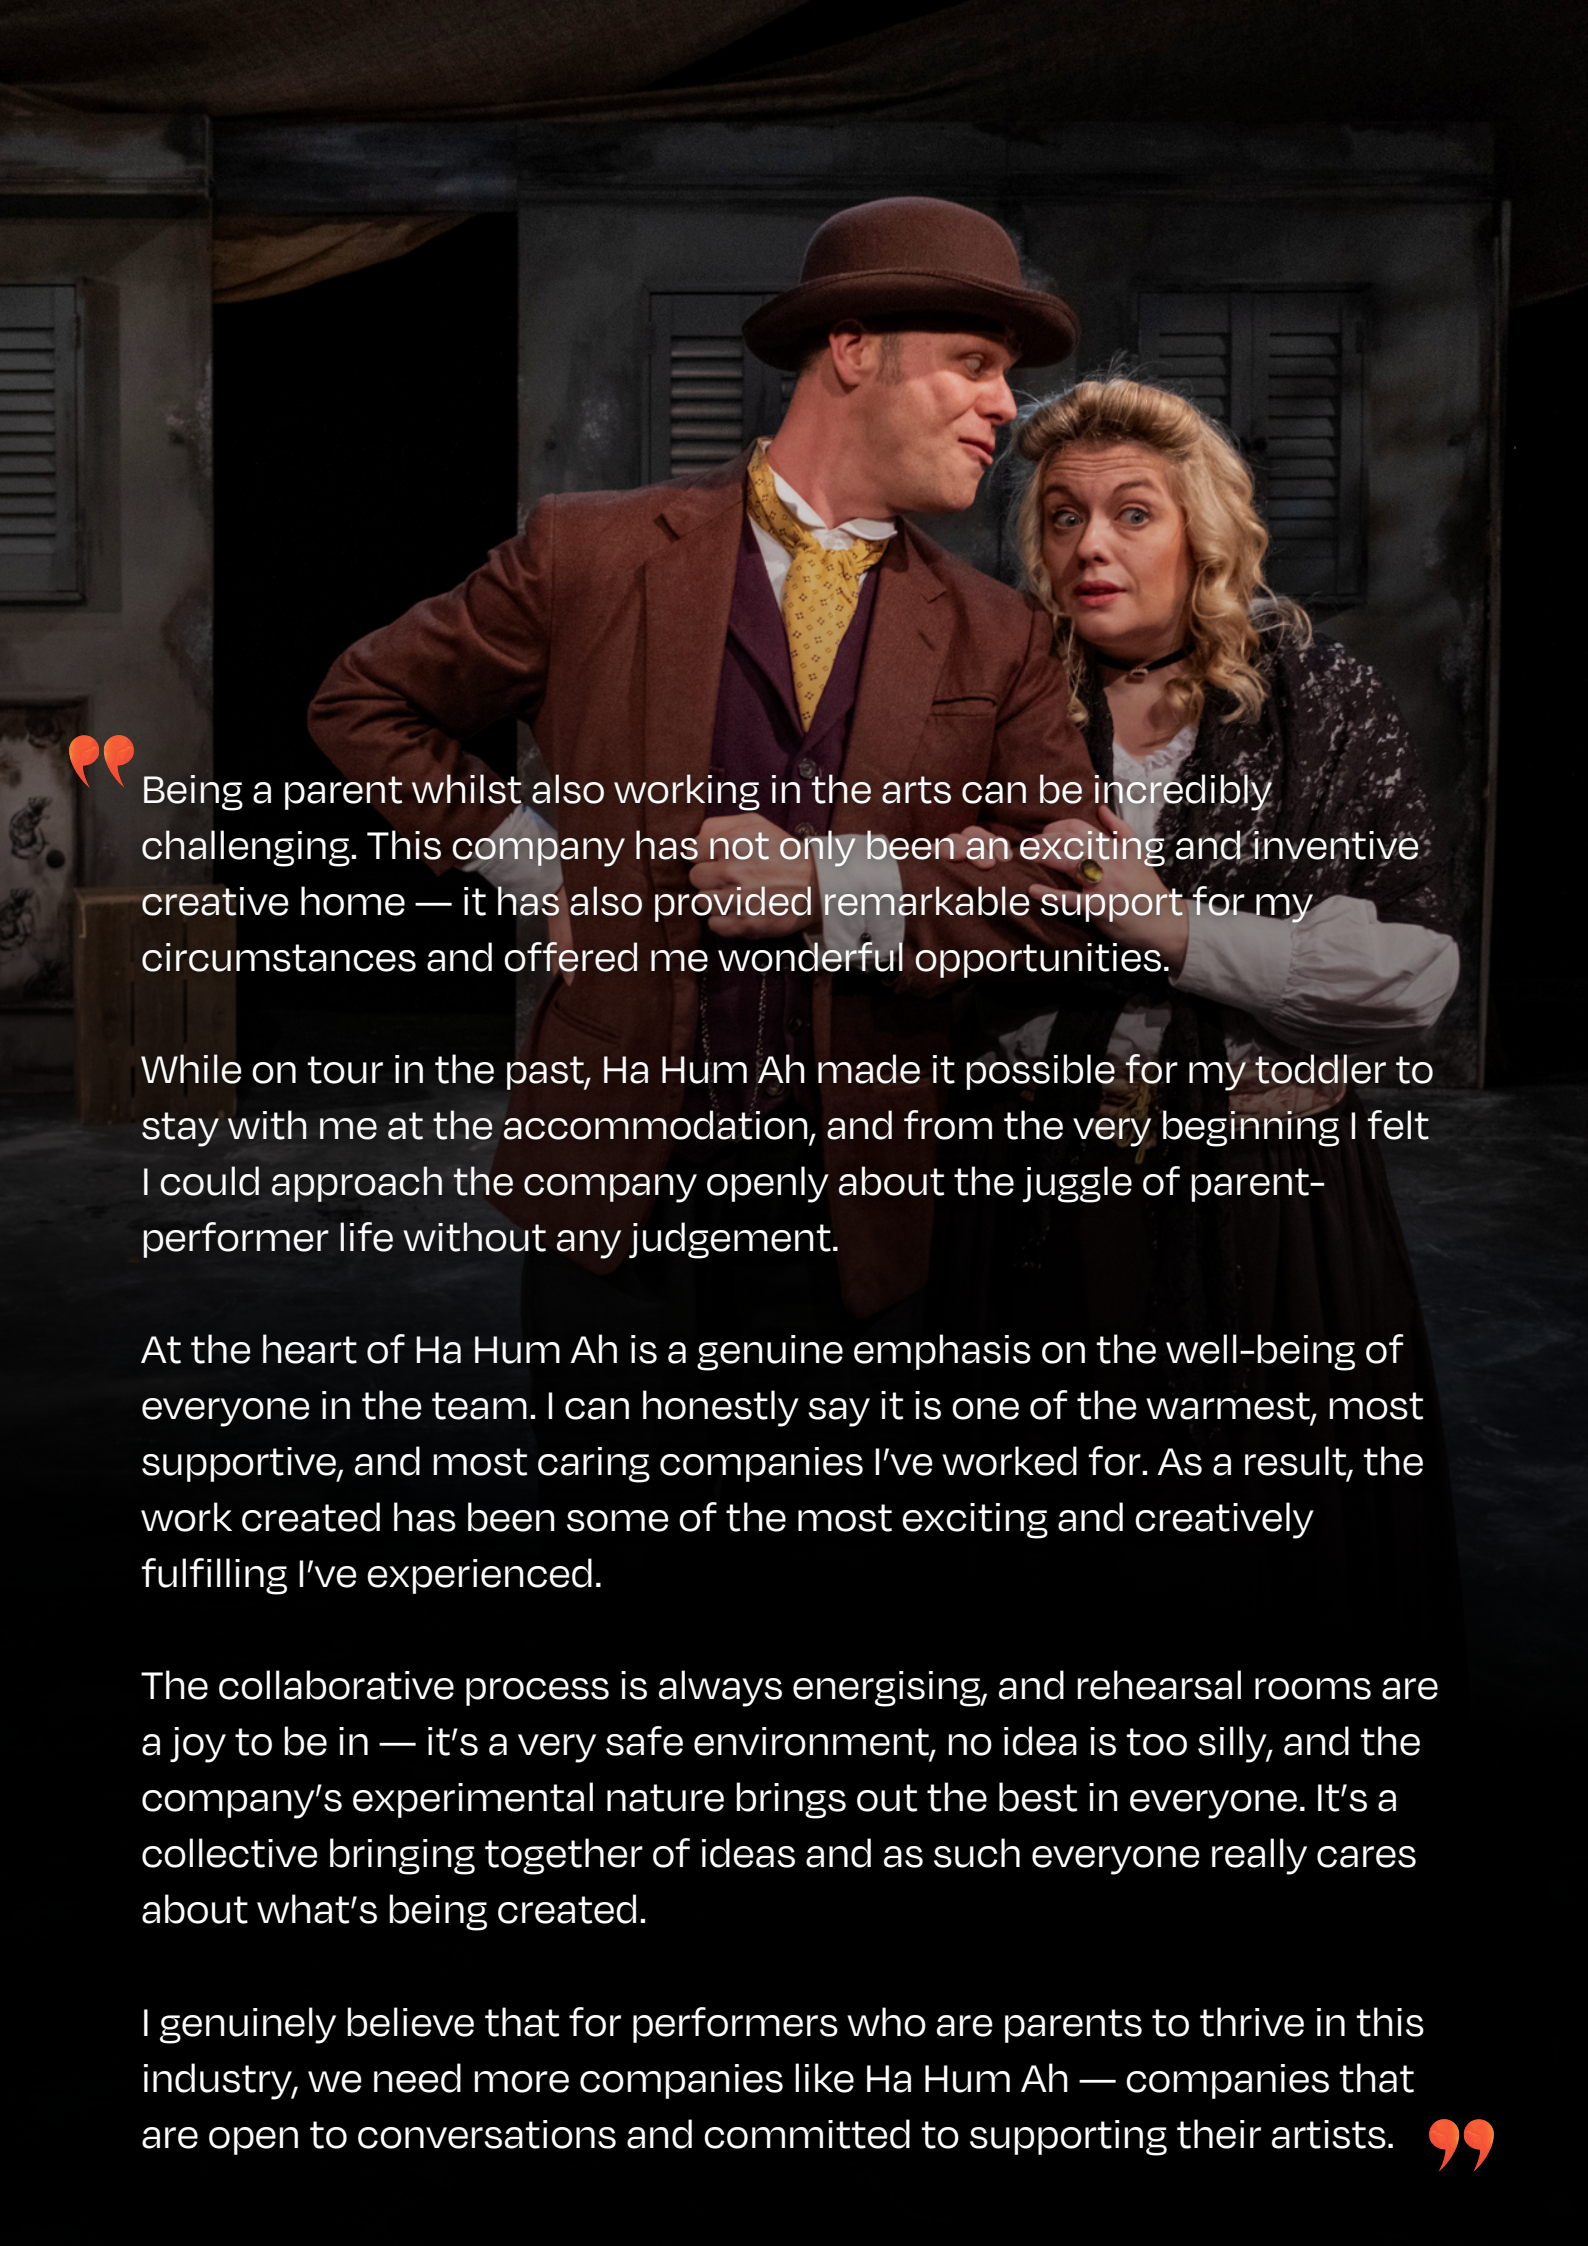 Being a parent whilst also working in the arts can be incredibly
challenging. This company has not only been an exciting and inventive
creative home — it has also provided remarkable support for my
circumstances and offered me wonderful opportunities.
While on tour in the past, Ha Hum Ah made it possible for my toddler to
stay with me at the accommodation, and from the very beginning I felt
I could approach the company openly about the juggle of parent-
performer life without any judgement.
At the heart of Ha Hum Ah is a genuine emphasis on the well-being of
everyone in the team. I can honestly say it is one of the warmest, most
supportive, and most caring companies I’ve worked for. As a result, the
work created has been some of the most exciting and creatively
fulfilling I’ve experienced.
The collaborative process is always energising, and rehearsal rooms are
a joy to be in — it’s a very safe environment, no idea is too silly, and the
company’s experimental nature brings out the best in everyone. It’s a
collective bringing together of ideas and as such everyone really cares
about what’s being created.
I genuinely believe that for performers who are parents to thrive in this
industry, we need more companies like Ha Hum Ah — companies that
are open to conversations and committed to supporting their artists. ”